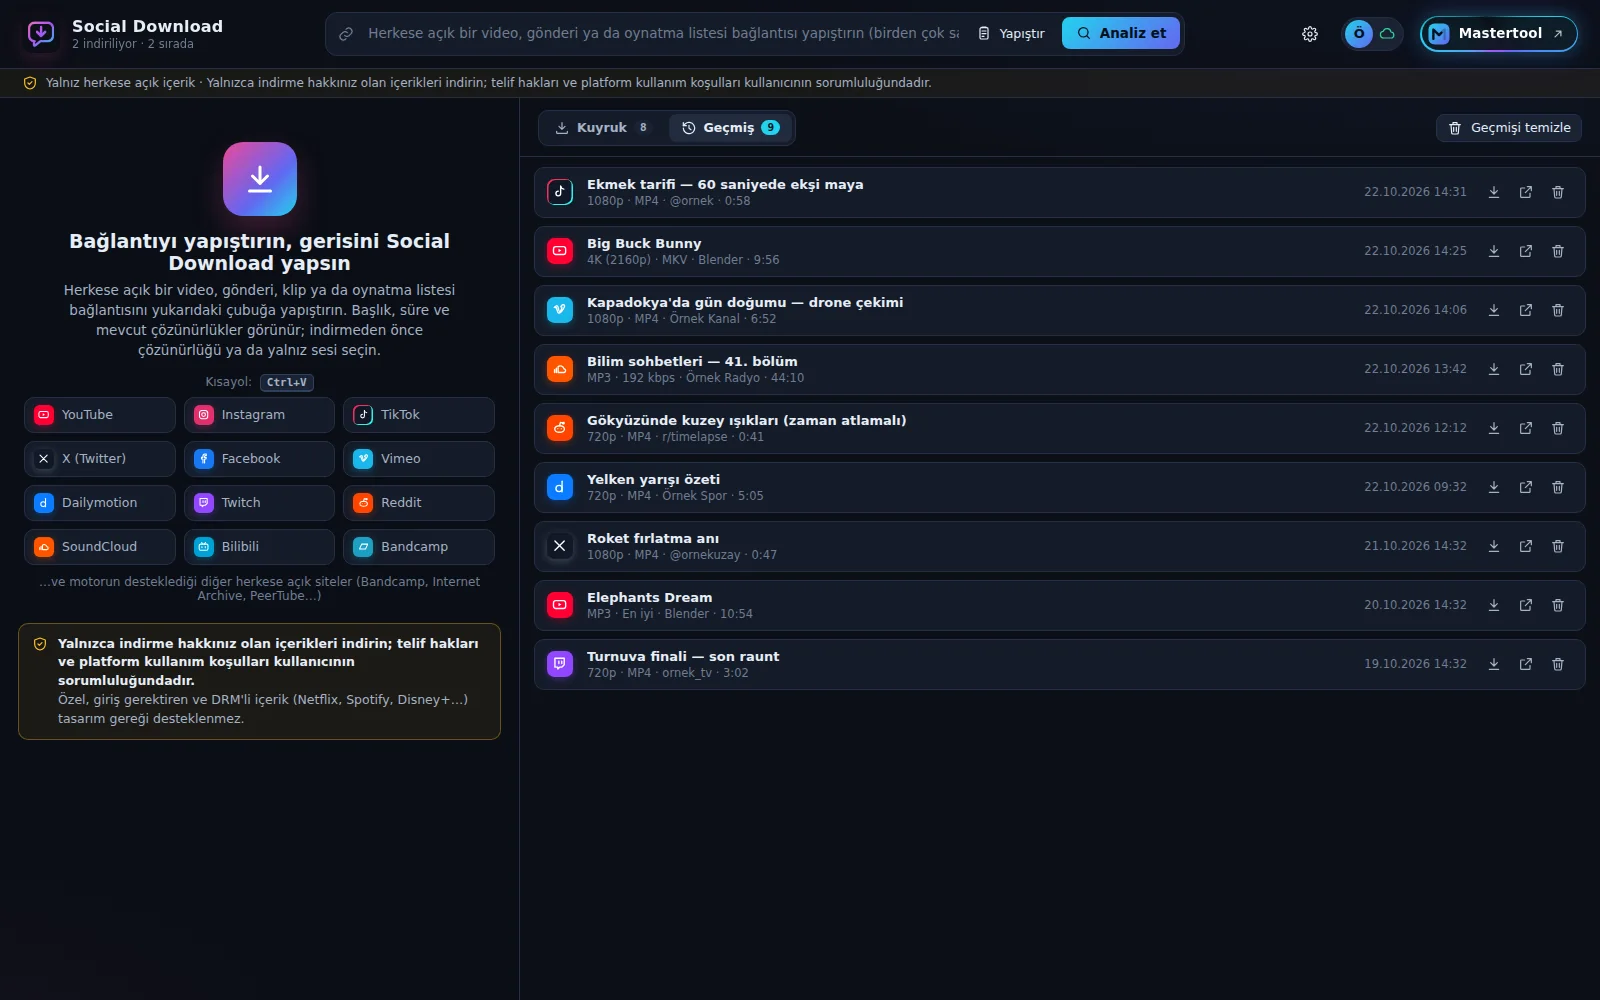 Social Download
2 indiriliyor · 2 sırada
Herkese açık bir video, gönderi ya da oynatma listesi bağlantısı yapıştırın (birden çok sa
Yapıştır
Analiz et
Ö
Mastertool
Yalnız herkese açık içerik · Yalnızca indirme hakkınız olan içerikleri indirin; telif hakları ve platform kullanım koşulları kullanıcının sorumluluğundadır.
Bağlantıyı yapıştırın, gerisini Social
Download yapsın
Herkese açık bir video, gönderi, klip ya da oynatma listesi
bağlantısını yukarıdaki çubuğa yapıştırın. Başlık, süre ve
mevcut çözünürlükler görünür; indirmeden önce
çözünürlüğü ya da yalnız sesi seçin.
Kısayol: Ctrl+V
YouTube
Instagram
TikTok
X (Twitter)
Facebook
Vimeo
Dailymotion
Twitch
Reddit
SoundCloud
Bilibili
Bandcamp
...ve motorun desteklediği diğer herkese açık siteler (Bandcamp, Internet
Archive, PeerTube...)
Yalnızca indirme hakkınız olan içerikleri indirin; telif hakları
ve platform kullanım koşulları kullanıcının
sorumluluğundadır.
Özel, giriş gerektiren ve DRM'li içerik (Netflix, Spotify, Disney+...)
tasarım gereği desteklenmez.
Kuyruk 8
Geçmiş 9
Geçmişi temizle
Ekmek tarifi — 60 saniyede ekşi maya
1080p · MP4 · @ornek · 0:58
22.10.2026 14:31
Big Buck Bunny
4K (2160p) · MKV · Blender · 9:56
22.10.2026 14:25
Kapadokya'da gün doğumu — drone çekimi
1080p · MP4 · Örnek Kanal · 6:52
22.10.2026 14:06
Bilim sohbetleri — 41. bölüm
MP3 · 192 kbps · Örnek Radyo · 44:10
22.10.2026 13:42
Gökyüzünde kuzey ışıkları (zaman atlamalı)
720p · MP4 · r/timelapse · 0:41
22.10.2026 12:12
Yelken yarışı özeti
720p · MP4 · Örnek Spor · 5:05
22.10.2026 09:32
Roket fırlatma anı
1080p · MP4 · @ornekuzay · 0:47
21.10.2026 14:32
Elephants Dream
MP3 · En iyi · Blender · 10:54
20.10.2026 14:32
Turnuva finali — son raunt
720p · MP4 · ornek_tv · 3:02
19.10.2026 14:32